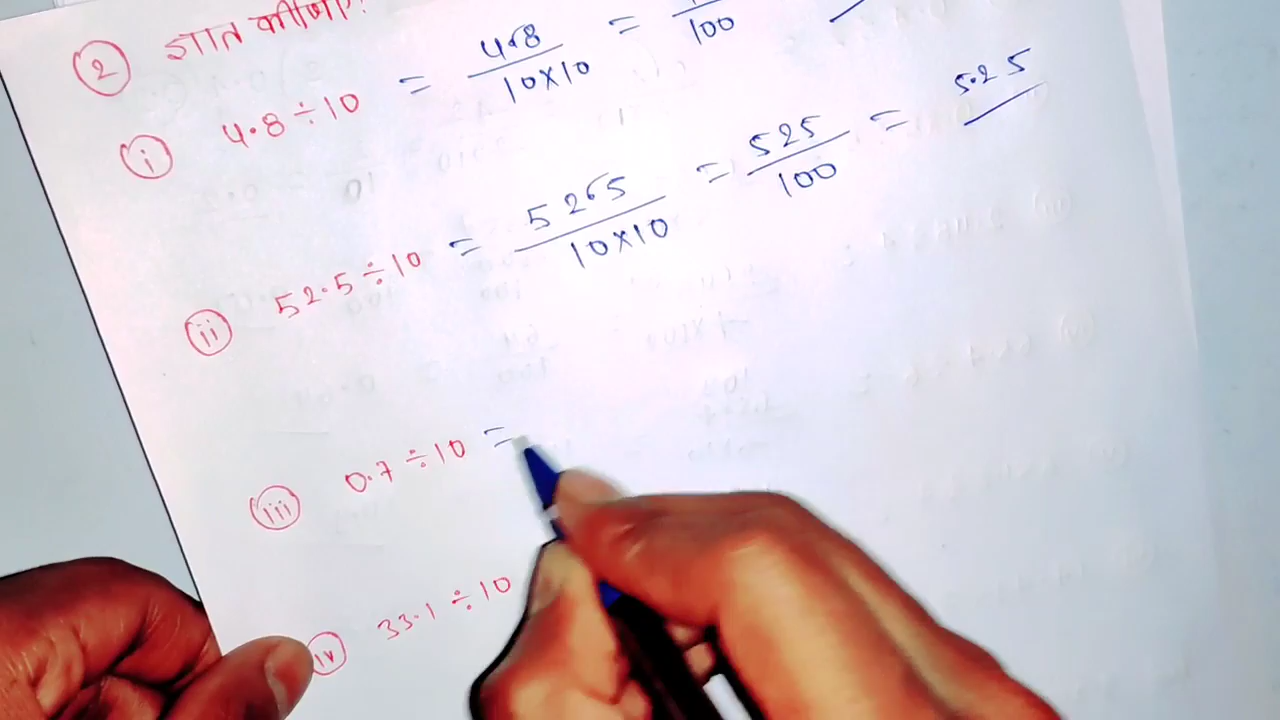 ② ज्ञात कीजिए
(i) 4.8 ÷ 10 = 48 / 10×10 = / 100
(ii) 52.5 ÷ 10 = 525 / 10×10 = 525 / 100 = 5.25
(iii) 0.7 ÷ 10 =
(iv) 33.1 ÷ 10